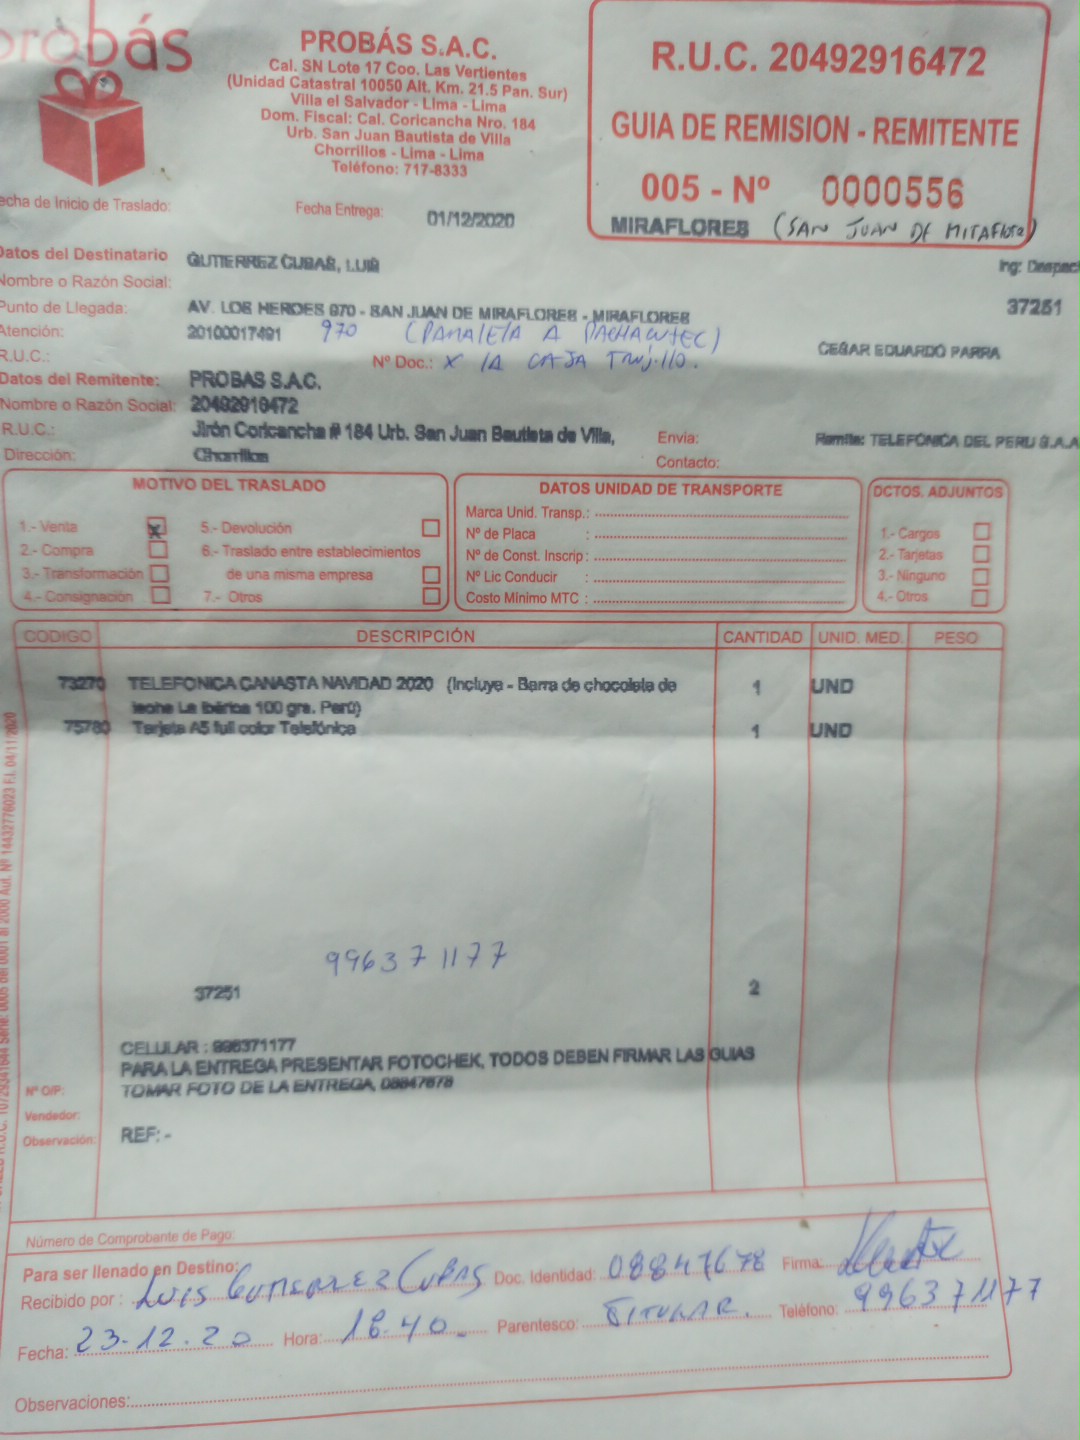 probás
PROBÁS S.A.C.
Cal. SN Lote 17 Coo. Las Vertientes
(Unidad Catastral 10050 Alt. Km. 21.5 Pan. Sur)
Villa el Salvador - Lima - Lima
Dom. Fiscal: Cal. Coricancha Nro. 184
Urb. San Juan Bautista de Villa
Chorrillos - Lima - Lima
Teléfono: 717-8333
R.U.C. 20492916472
GUIA DE REMISION - REMITENTE
005 - Nº 0000556
MIRAFLORES (SAN JUAN DE MIRAFLORES)
Fecha de Inicio de Traslado:
Fecha Entrega: 01/12/2020
Datos del Destinatario GUTIERREZ CUBAS, LUIS
Nombre o Razón Social:
Ing: Despach
Punto de Llegada: AV. LOS HEROES 970 - SAN JUAN DE MIRAFLORES - MIRAFLORES 37251
Atención: 20100017491 970 (PARALELA A PACHACUTEC)
CESAR EDUARDO PARRA
R.U.C.: Nº Doc.: X LA CAJA TRUJILLO.
Datos del Remitente: PROBAS S.A.C.
Nombre o Razón Social: 20492916472
R.U.C.: Jirón Coricancha # 184 Urb. San Juan Bautista de Villa, Envia: Remite: TELEFÓNICA DEL PERU S.A.A
Dirección: Chorrillos Contacto:
MOTIVO DEL TRASLADO
1.- Venta X 5.- Devolución
2.- Compra 6.- Traslado entre establecimientos
3.- Transformación de una misma empresa
4.- Consignación 7.- Otros
DATOS UNIDAD DE TRANSPORTE
Marca Unid. Transp.:
Nº de Placa :
Nº de Const. Inscrip :
Nº Lic Conducir :
Costo Minimo MTC :
DCTOS. ADJUNTOS
1.- Cargos
2.- Tarjetas
3.- Ninguno
4.- Otros
CODIGO DESCRIPCIÓN CANTIDAD UNID. MED. PESO
73270 TELEFONICA CANASTA NAVIDAD 2020 (Incluye - Barra de chocolate de 1 UND
leche La Ibérica 100 grs. Perú)
75780 Tarjeta A5 full color Telefónica 1 UND
996371177
37251 2
CELULAR : 996371177
PARA LA ENTREGA PRESENTAR FOTOCHEK, TODOS DEBEN FIRMAR LAS GUIAS
Nº O/P: TOMAR FOTO DE LA ENTREGA, 08847678
Vendedor:
Observación: REF: -
Número de Comprobante de Pago:
Para ser llenado en Destino:
Recibido por : LUIS GUTIERREZ CUBAS Doc. Identidad: 08847678 Firma:
Fecha: 23-12-20 Hora: 18.40. Parentesco: TITULAR. Teléfono: 996371177
Observaciones: